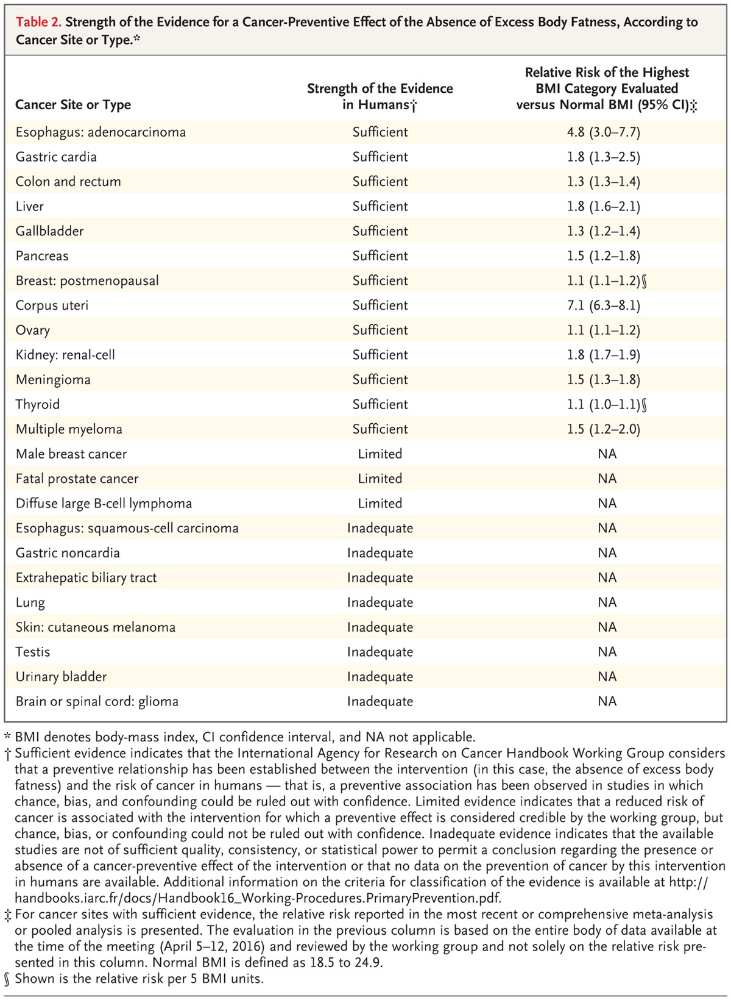 Table 2. Strength of the Evidence for a Cancer-Preventive Effect of the Absence of Excess Body Fatness, According to
Cancer Site or Type.*
Cancer Site or Type
Strength of the Evidence
in Humans†
Relative Risk of the Highest
BMI Category Evaluated
versus Normal BMI (95% CI)‡
Esophagus: adenocarcinoma Sufficient 4.8 (3.0–7.7)
Gastric cardia Sufficient 1.8 (1.3–2.5)
Colon and rectum Sufficient 1.3 (1.3–1.4)
Liver Sufficient 1.8 (1.6–2.1)
Gallbladder Sufficient 1.3 (1.2–1.4)
Pancreas Sufficient 1.5 (1.2–1.8)
Breast: postmenopausal Sufficient 1.1 (1.1–1.2)§
Corpus uteri Sufficient 7.1 (6.3–8.1)
Ovary Sufficient 1.1 (1.1–1.2)
Kidney: renal-cell Sufficient 1.8 (1.7–1.9)
Meningioma Sufficient 1.5 (1.3–1.8)
Thyroid Sufficient 1.1 (1.0–1.1)§
Multiple myeloma Sufficient 1.5 (1.2–2.0)
Male breast cancer Limited NA
Fatal prostate cancer Limited NA
Diffuse large B-cell lymphoma Limited NA
Esophagus: squamous-cell carcinoma Inadequate NA
Gastric noncardia Inadequate NA
Extrahepatic biliary tract Inadequate NA
Lung Inadequate NA
Skin: cutaneous melanoma Inadequate NA
Testis Inadequate NA
Urinary bladder Inadequate NA
Brain or spinal cord: glioma Inadequate NA
* BMI denotes body-mass index, CI confidence interval, and NA not applicable.
† Sufficient evidence indicates that the International Agency for Research on Cancer Handbook Working Group considers
that a preventive relationship has been established between the intervention (in this case, the absence of excess body
fatness) and the risk of cancer in humans — that is, a preventive association has been observed in studies in which
chance, bias, and confounding could be ruled out with confidence. Limited evidence indicates that a reduced risk of
cancer is associated with the intervention for which a preventive effect is considered credible by the working group, but
chance, bias, or confounding could not be ruled out with confidence. Inadequate evidence indicates that the available
studies are not of sufficient quality, consistency, or statistical power to permit a conclusion regarding the presence or
absence of a cancer-preventive effect of the intervention or that no data on the prevention of cancer by this intervention
in humans are available. Additional information on the criteria for classification of the evidence is available at http://
handbooks.iarc.fr/docs/Handbook16_Working-Procedures.PrimaryPrevention.pdf.
‡ For cancer sites with sufficient evidence, the relative risk reported in the most recent or comprehensive meta-analysis
or pooled analysis is presented. The evaluation in the previous column is based on the entire body of data available at
the time of the meeting (April 5–12, 2016) and reviewed by the working group and not solely on the relative risk pre-
sented in this column. Normal BMI is defined as 18.5 to 24.9.
§ Shown is the relative risk per 5 BMI units.